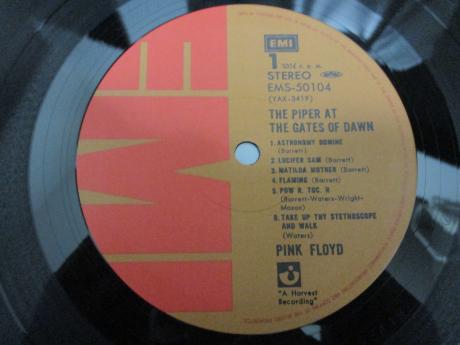 EMI
EMI
1
33⅓ r.p.m.
STEREO
EMS-50104
(YAX-3419)
THE PIPER AT
THE GATES OF DAWN
1. ASTRONOMY DOMINE
(Barrett)
2. LUCIFER SAM (Barrett)
3. MATILDA MOTHER (Barrett)
4. FLAMING (Barrett)
5. POW R. TOC. H
(Barrett-Waters-Wright-
Mason)
6. TAKE UP THY STETHOSCOPE
AND WALK
(Waters)
PINK FLOYD
"A Harvest
Recording"